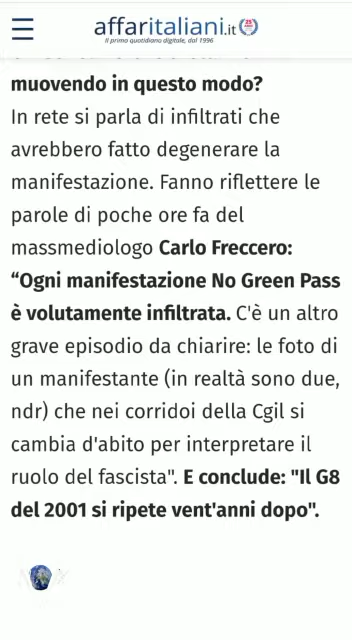 affaritaliani.it
Il primo quotidiano digitale, dal 1996
muovendo in questo modo?
In rete si parla di infiltrati che
avrebbero fatto degenerare la
manifestazione. Fanno riflettere le
parole di poche ore fa del
massmediologo Carlo Freccero:
“Ogni manifestazione No Green Pass
è volutamente infiltrata. C'è un altro
grave episodio da chiarire: le foto di
un manifestante (in realtà sono due,
ndr) che nei corridoi della Cgil si
cambia d'abito per interpretare il
ruolo del fascista". E conclude: "Il G8
del 2001 si ripete vent'anni dopo".